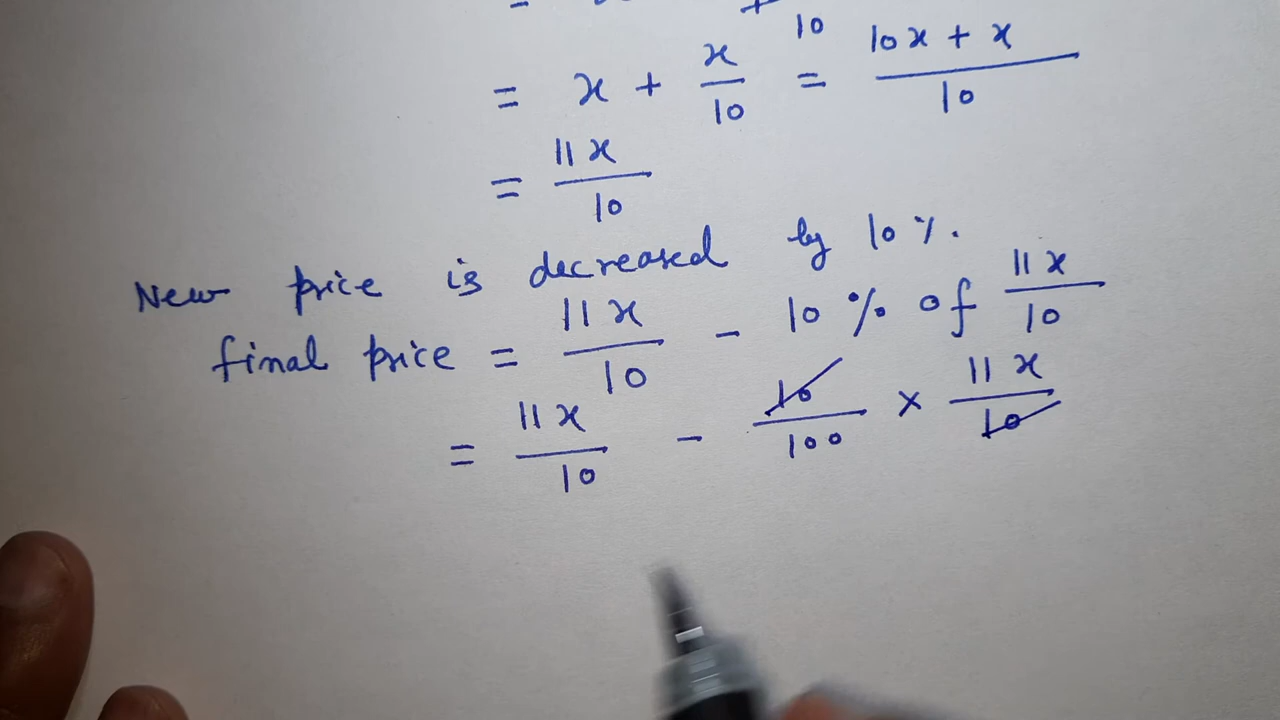 = x + x/10 = (10x + x)/10
= 11x/10
New price is decreased by 10%.
final price = 11x/10 - 10% of 11x/10
= 11x/10 - 10/100 × 11x/10